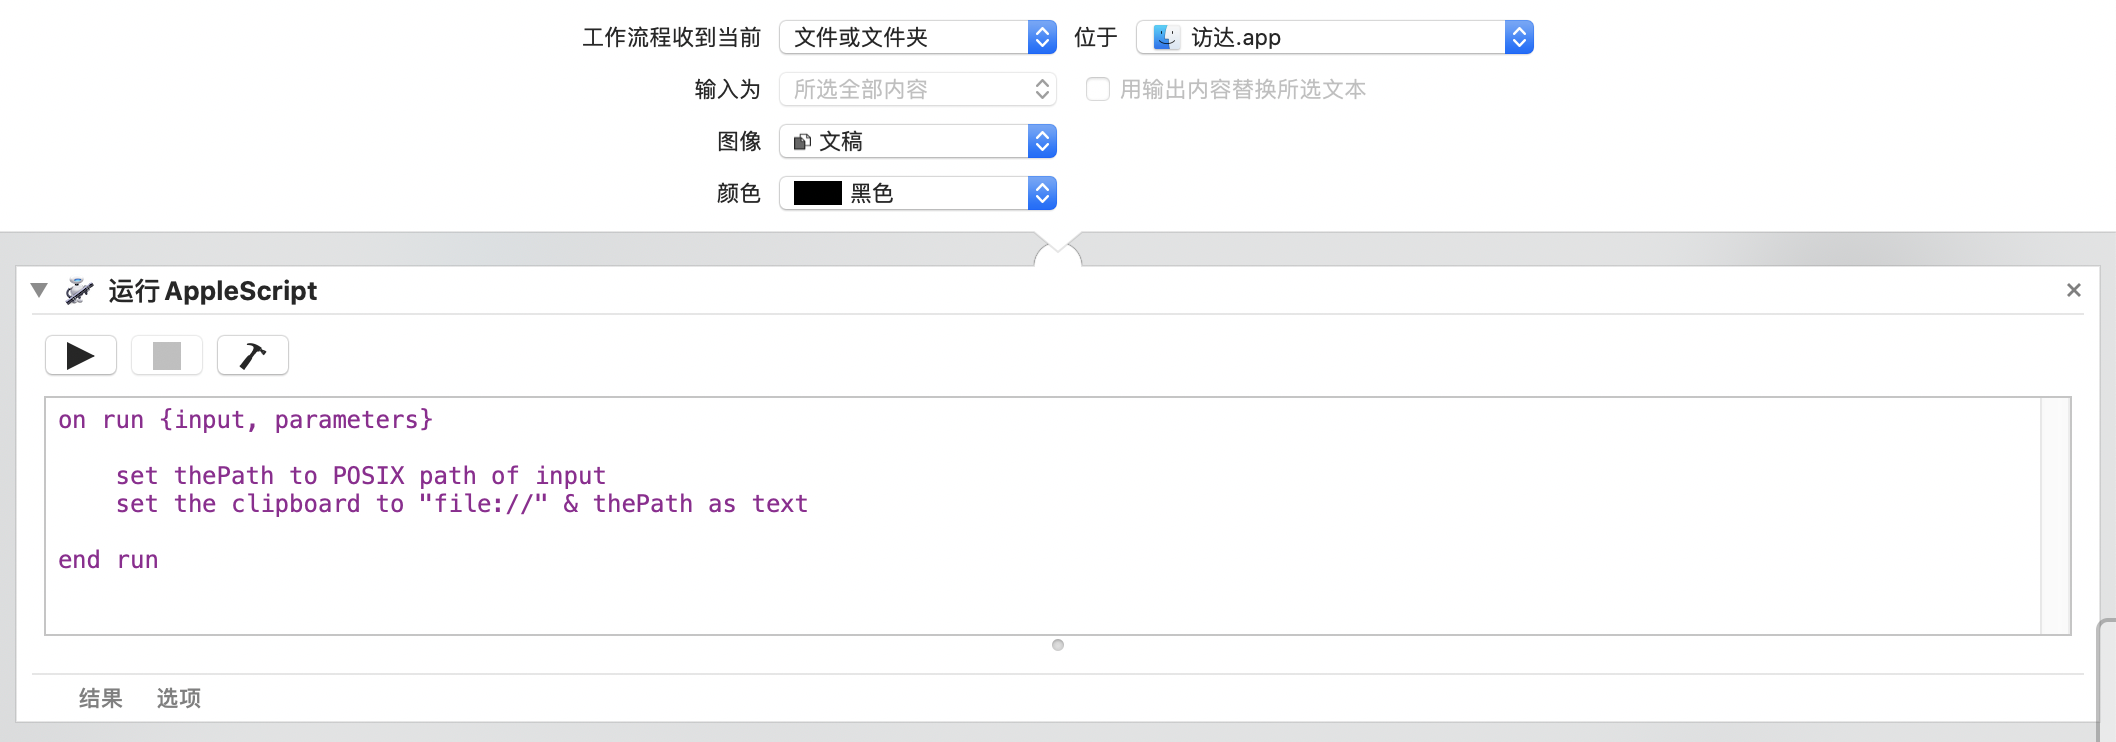 工作流程收到当前 文件或文件夹 位于 访达.app
输入为 所选全部内容 用输出内容替换所选文本
图像 文稿
颜色 黑色
运行 AppleScript
on run {input, parameters}
set thePath to POSIX path of input
set the clipboard to "file://" & thePath as text
end run
结果 选项